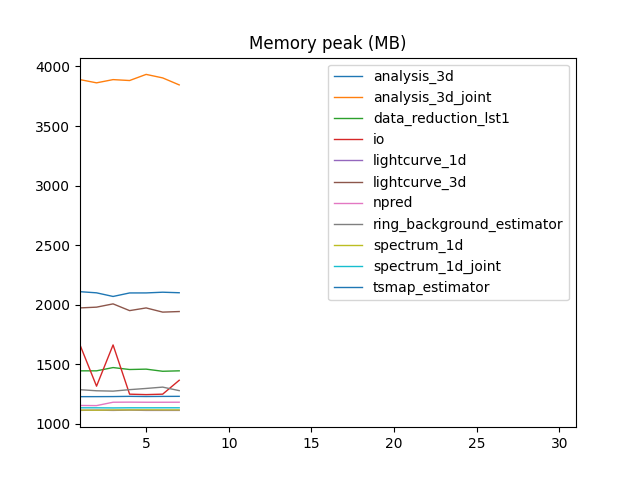 Memory peak (MB)
4000
3500
3000
2500
2000
1500
1000
5
10
15
20
25
30
analysis_3d
analysis_3d_joint
data_reduction_lst1
io
lightcurve_1d
lightcurve_3d
npred
ring_background_estimator
spectrum_1d
spectrum_1d_joint
tsmap_estimator